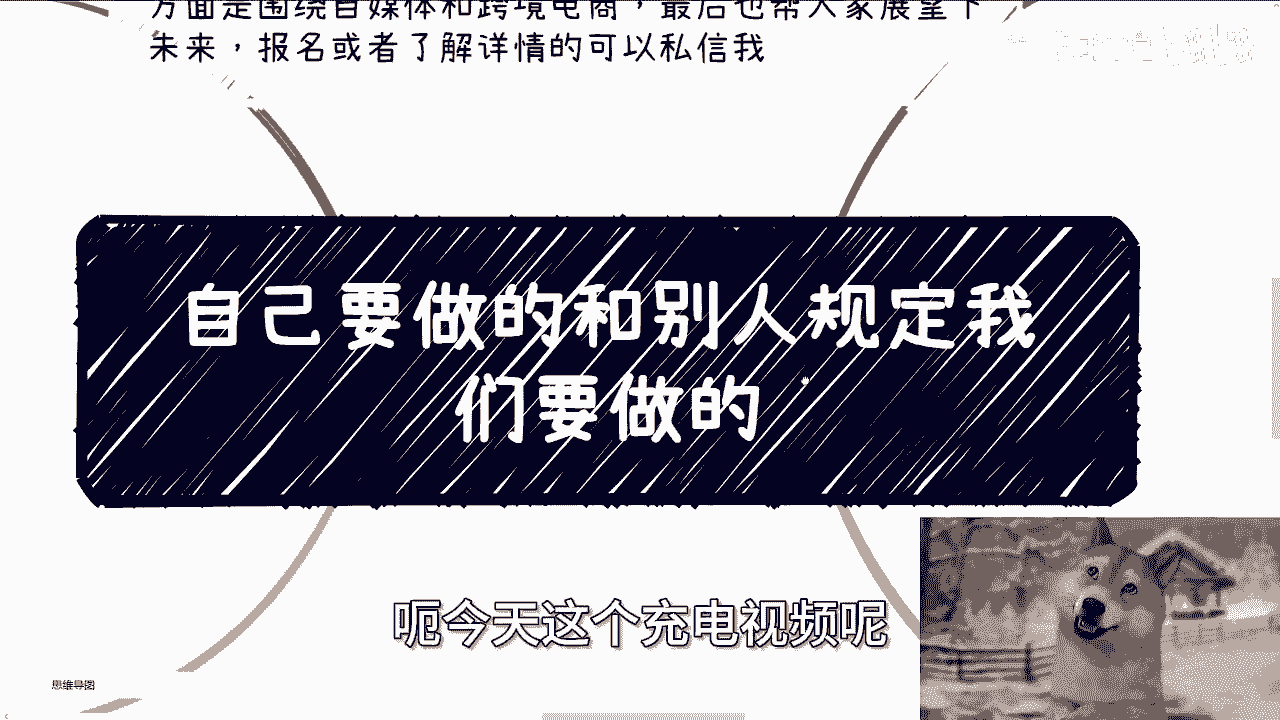 方面是围绕自媒体和跨境电商，最后也帮大家展望下
未来，报名或者了解详情的可以私信我
自己要做的和别人规定我
们要做的
呃今天这个充电视频呢
思维导图